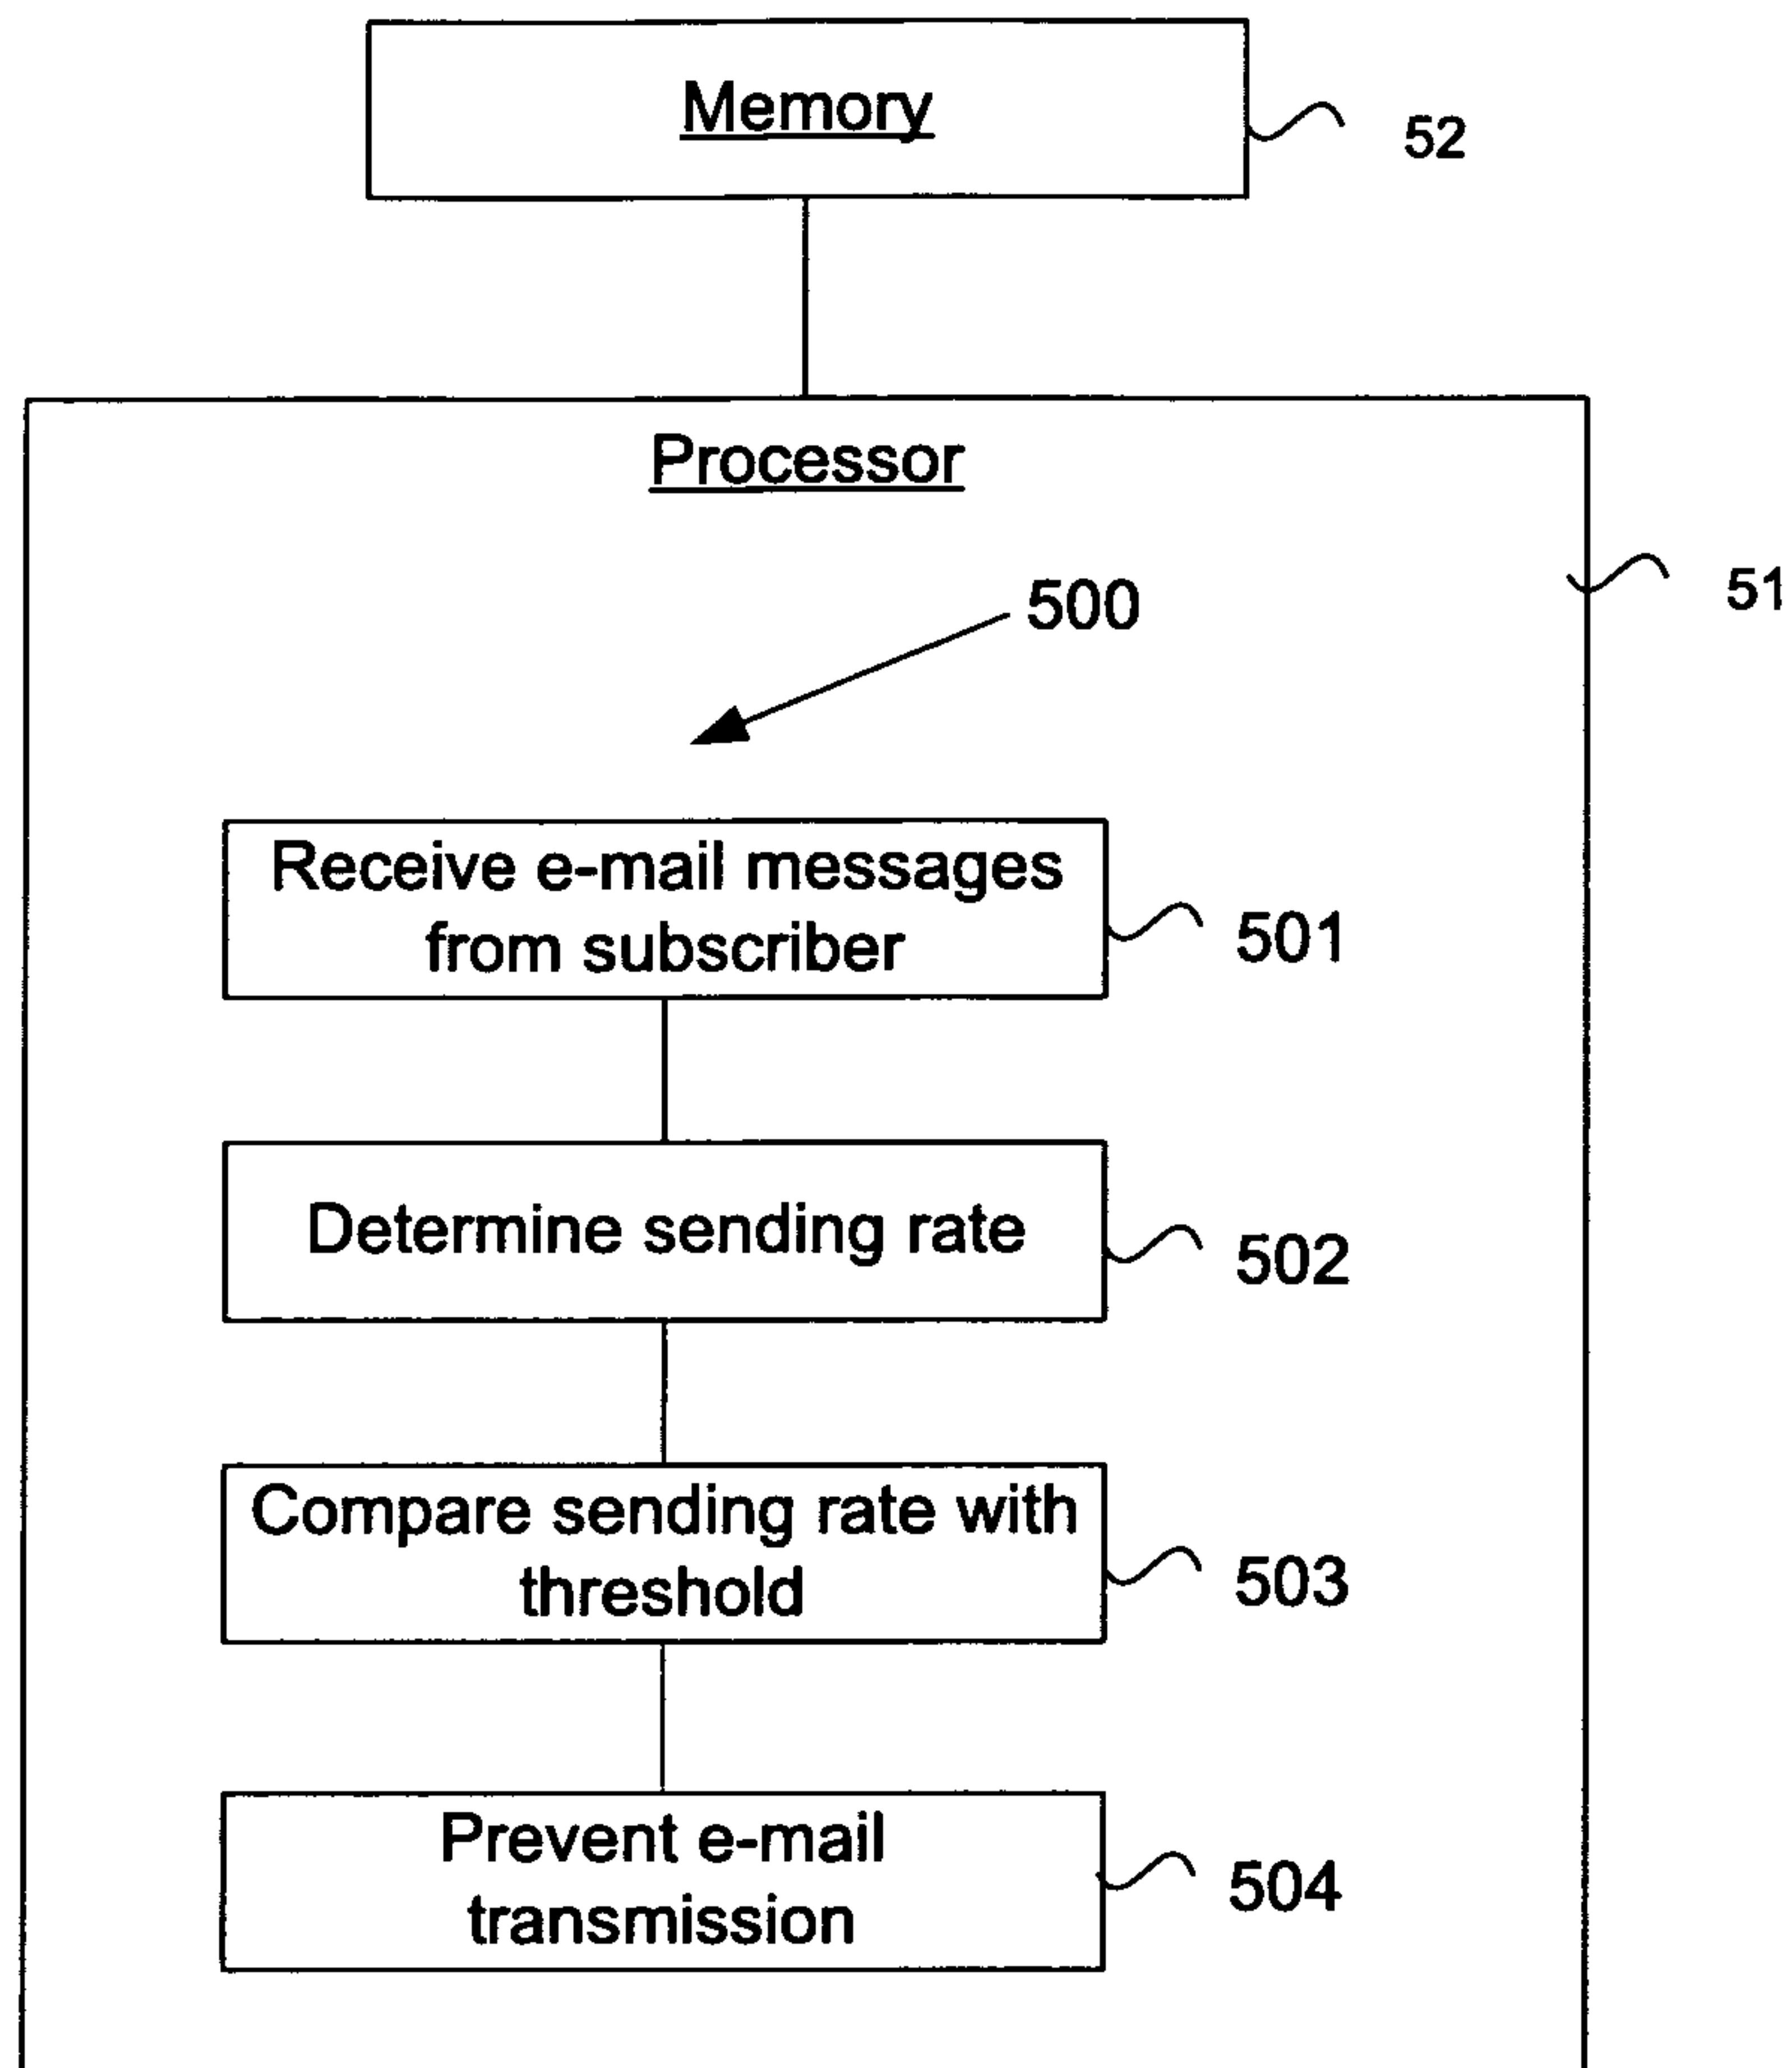 Memory
52
Processor
51
500
Receive e-mail messages
from subscriber
501
Determine sending rate
502
Compare sending rate with
threshold
503
Prevent e-mail
transmission
504